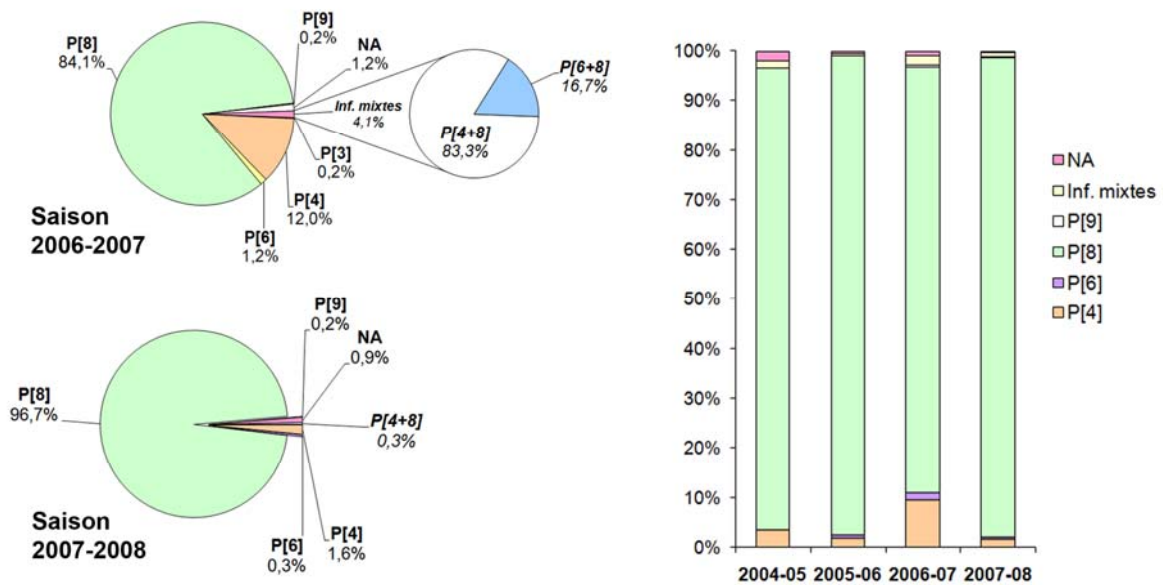 P[9]
0,2%
P[8]
84,1%
NA
1,2%
Inf. mixtes
4,1%
P[6+8]
16,7%
P[4+8]
83,3%
P[3]
0,2%
P[4]
12,0%
P[6]
1,2%
Saison
2006-2007
P[9]
0,2%
NA
0,9%
P[8]
96,7%
P[4+8]
0,3%
P[4]
1,6%
P[6]
0,3%
Saison
2007-2008
100%
90%
80%
70%
60%
50%
40%
30%
20%
10%
0%
2004-05 2005-06 2006-07 2007-08
NA
Inf. mixtes
P[9]
P[8]
P[6]
P[4]